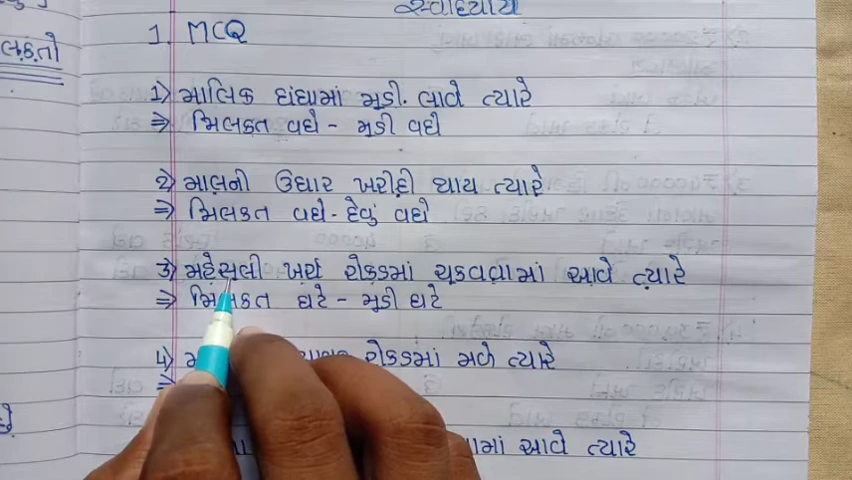 સ્વાધ્યાય
1. MCQ
લકતો
1) માલિક ધંધામાં મૂડી. લાવે ત્યારે
⇒ મિલકત વધે - મૂડી વધે
2) માલની ઉધાર ખરીદી થાય ત્યારે
⇒ મિલકત વધે - દેવું વધે
3) મહેસૂલી ખર્ચ રોકડમાં ચૂકવવામાં આવે ત્યારે
⇒ મિલકત ઘટે - મૂડી ઘટે
4) રોકડમાં મળે ત્યારે
⇒
આવે ત્યારે